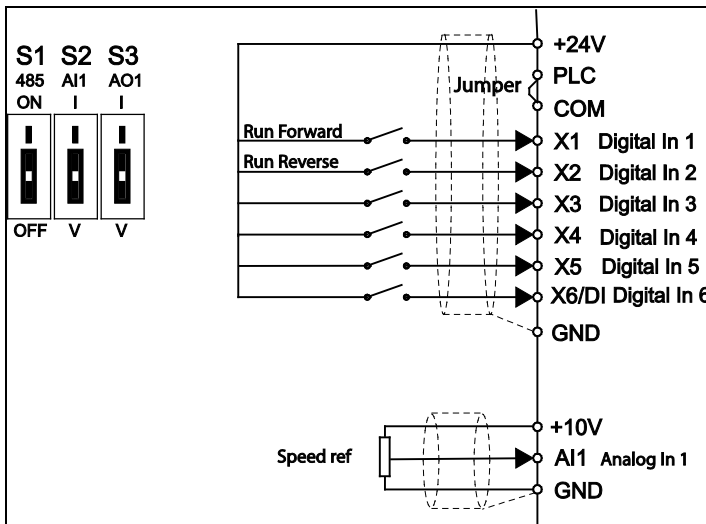 S1 S2 S3
485 AI1 AO1
ON I I
OFF V V
+24V
PLC
Jumper
COM
Run Forward
X1 Digital In 1
Run Reverse
X2 Digital In 2
X3 Digital In 3
X4 Digital In 4
X5 Digital In 5
X6/DI Digital In 6
GND
+10V
Speed ref
AI1 Analog In 1
GND